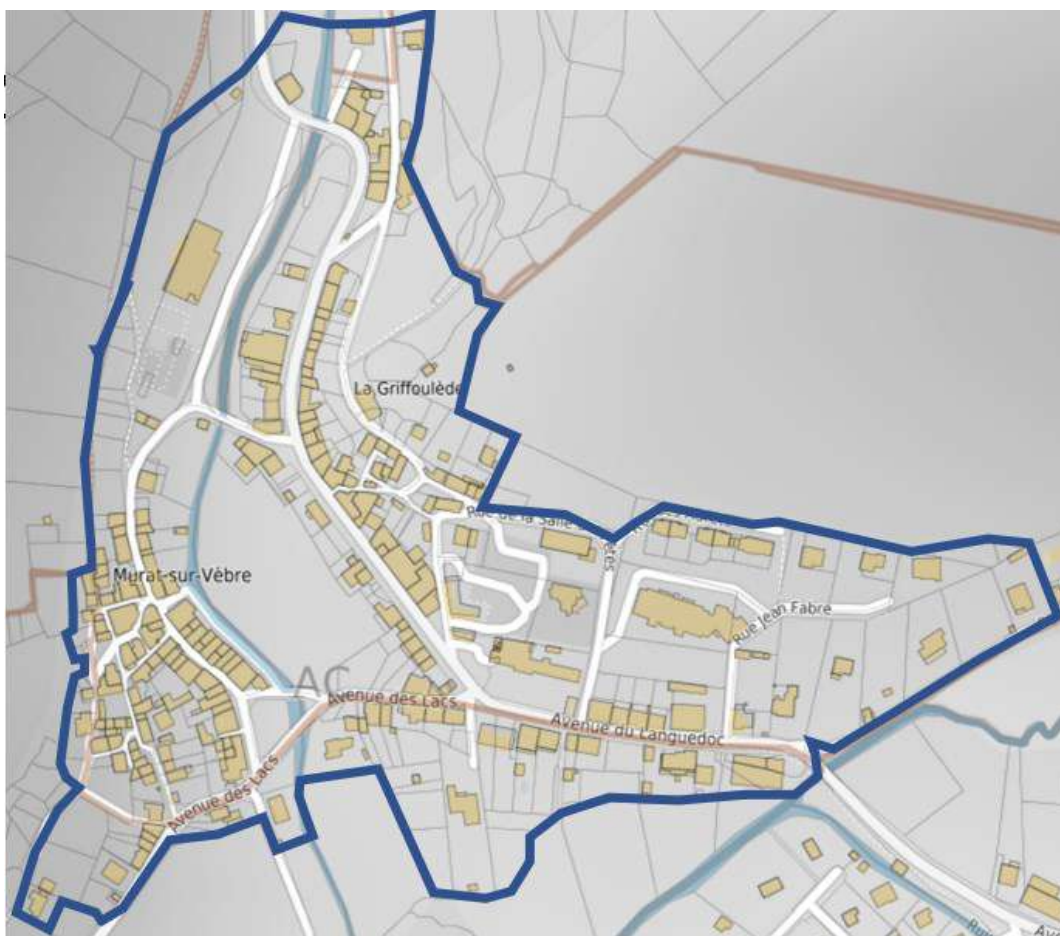 La Griffoulède
Rue de la Salle
Murat-sur-Vèbre
Rue Jean Fabre
AC
Avenue des Lacs
Avenue du Languedoc
Avenue des Lacs